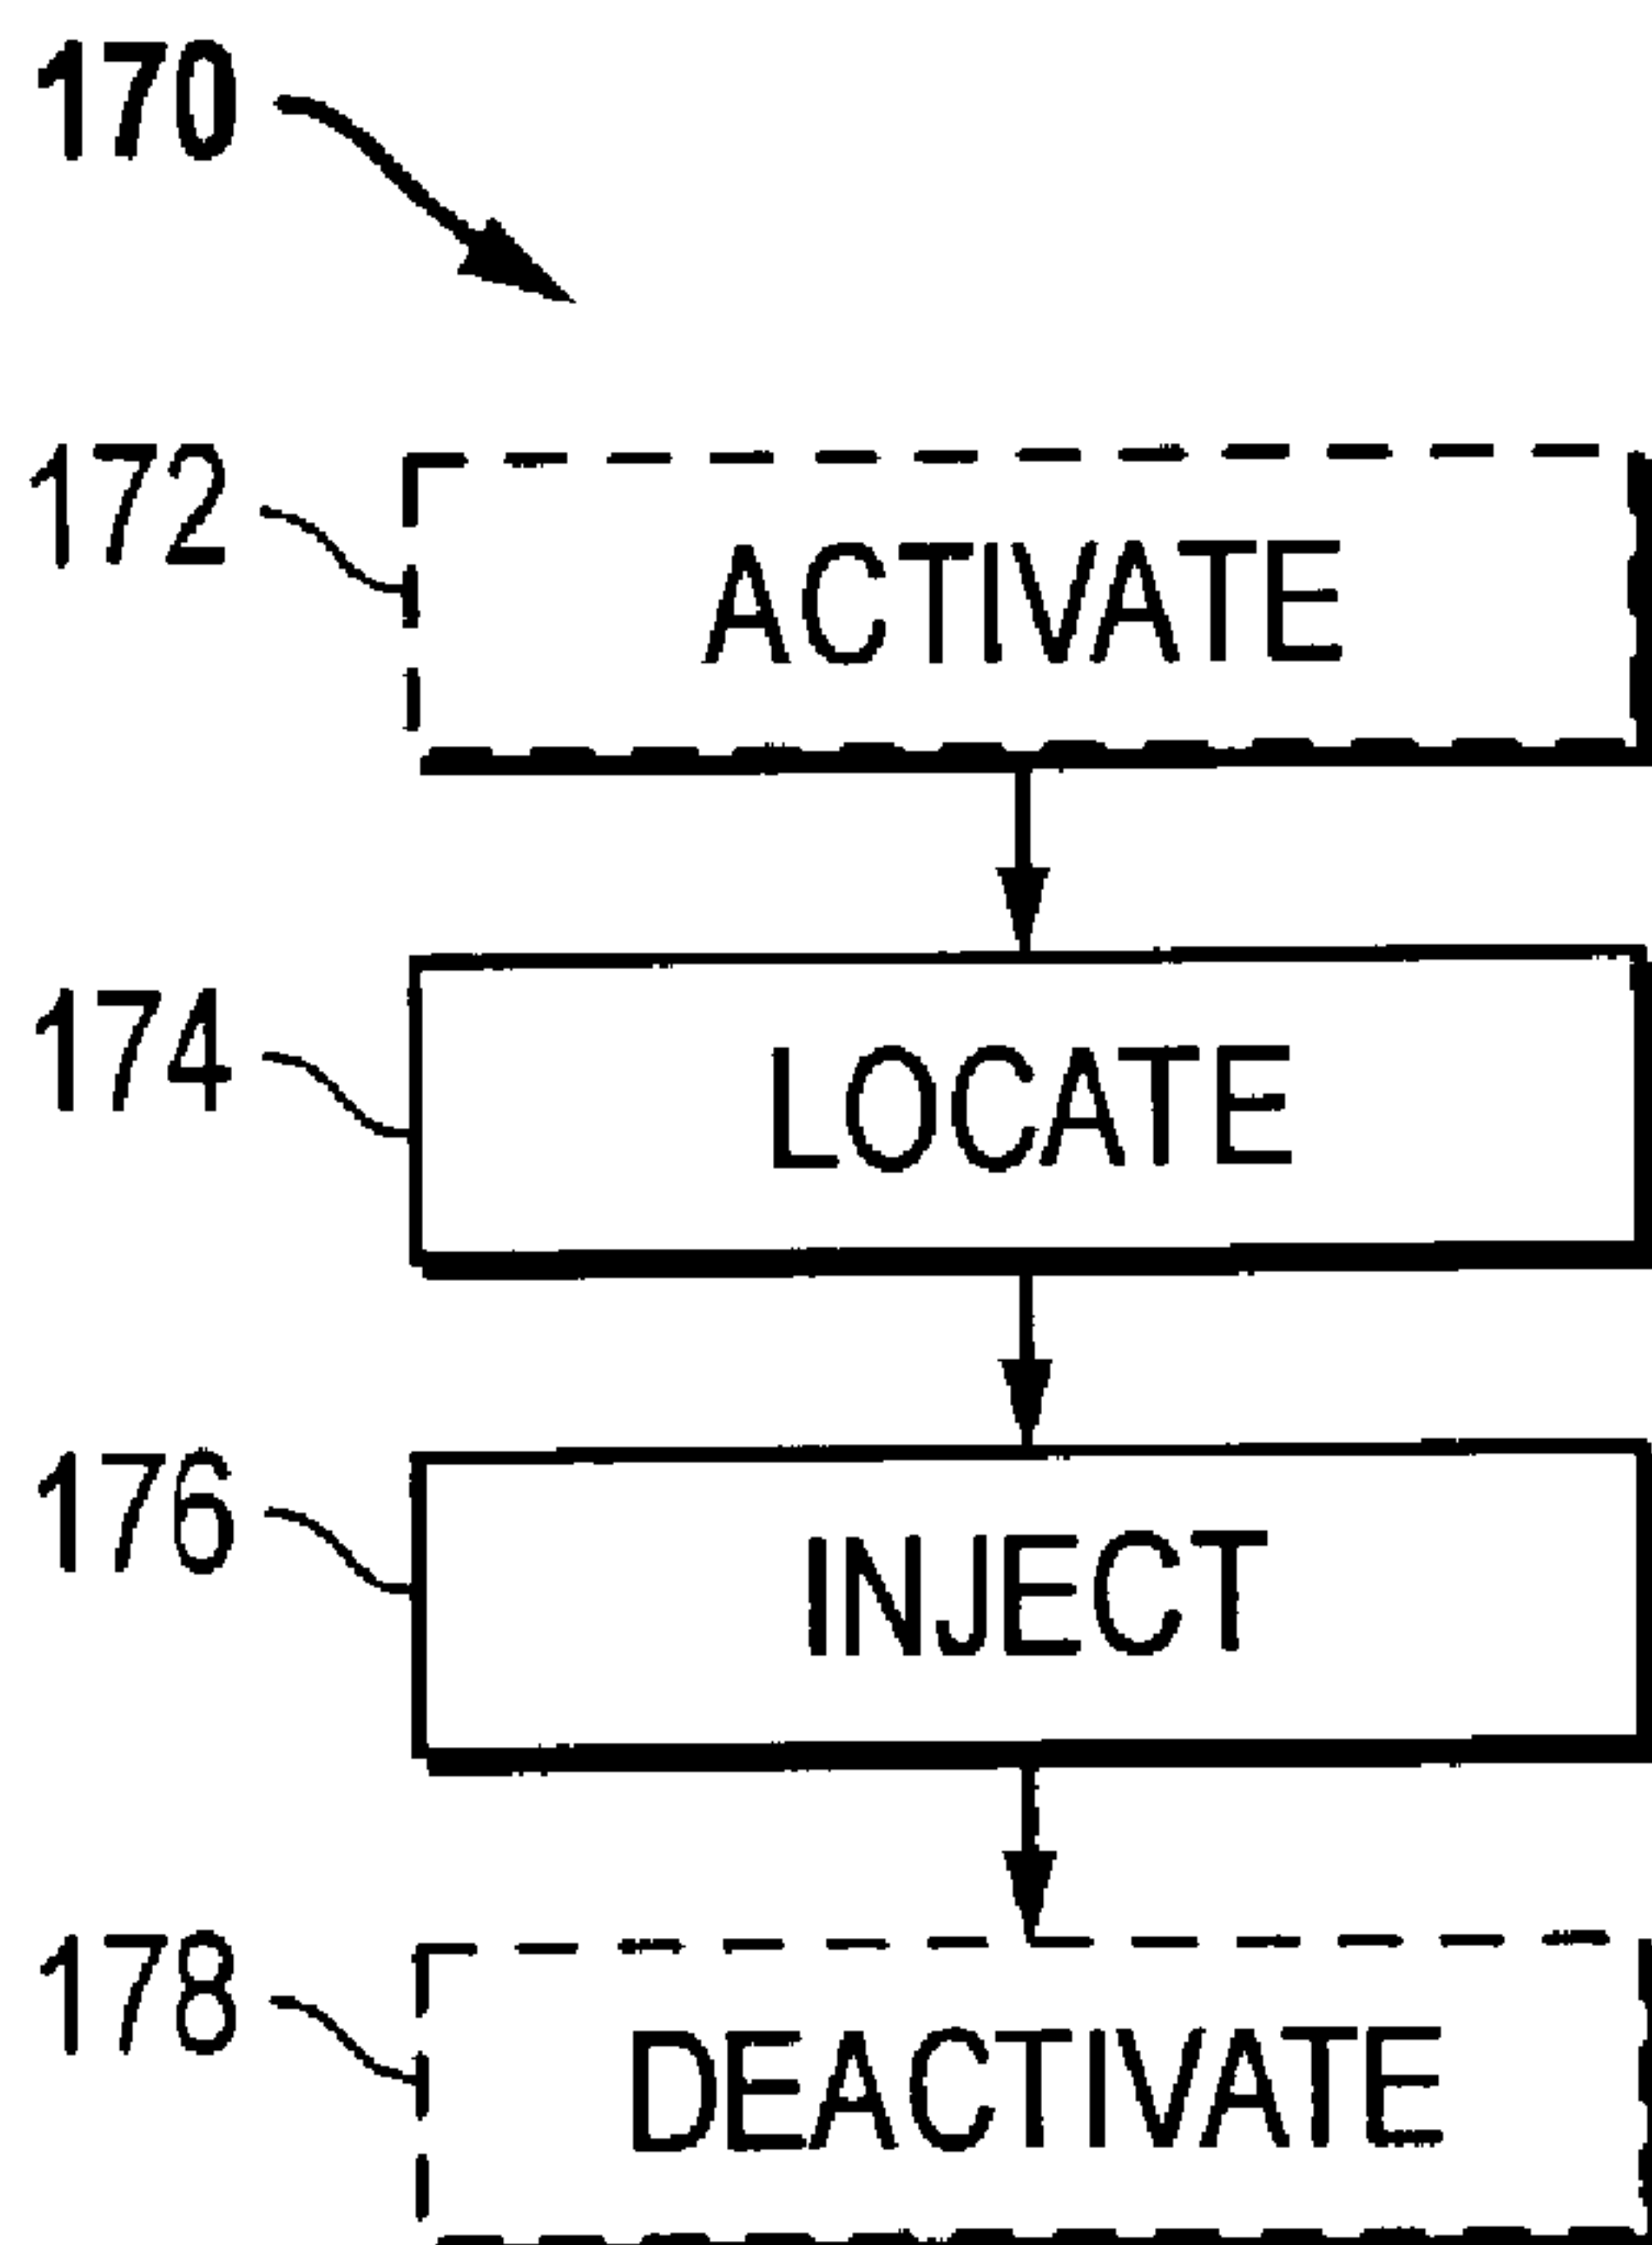 170
172
ACTIVATE
174
LOCATE
176
INJECT
178
DEACTIVATE